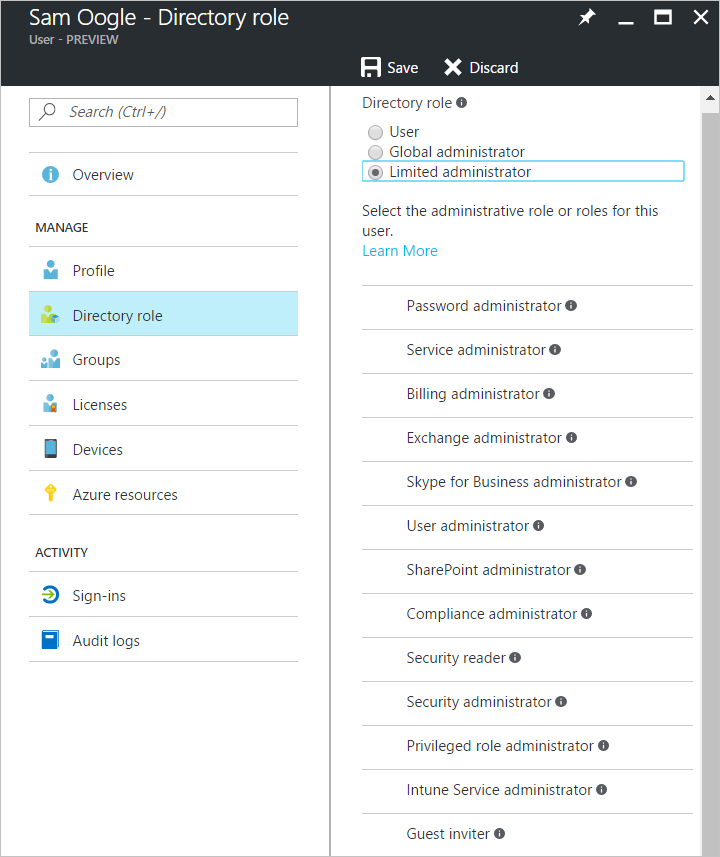 Sam Oogle - Directory role
User - PREVIEW
Save
Discard
Search (Ctrl+/)
Overview
MANAGE
Profile
Directory role
Groups
Licenses
Devices
Azure resources
ACTIVITY
Sign-ins
Audit logs
Directory role
User
Global administrator
Limited administrator
Select the administrative role or roles for this
user.
Learn More
Password administrator
Service administrator
Billing administrator
Exchange administrator
Skype for Business administrator
User administrator
SharePoint administrator
Compliance administrator
Security reader
Security administrator
Privileged role administrator
Intune Service administrator
Guest inviter